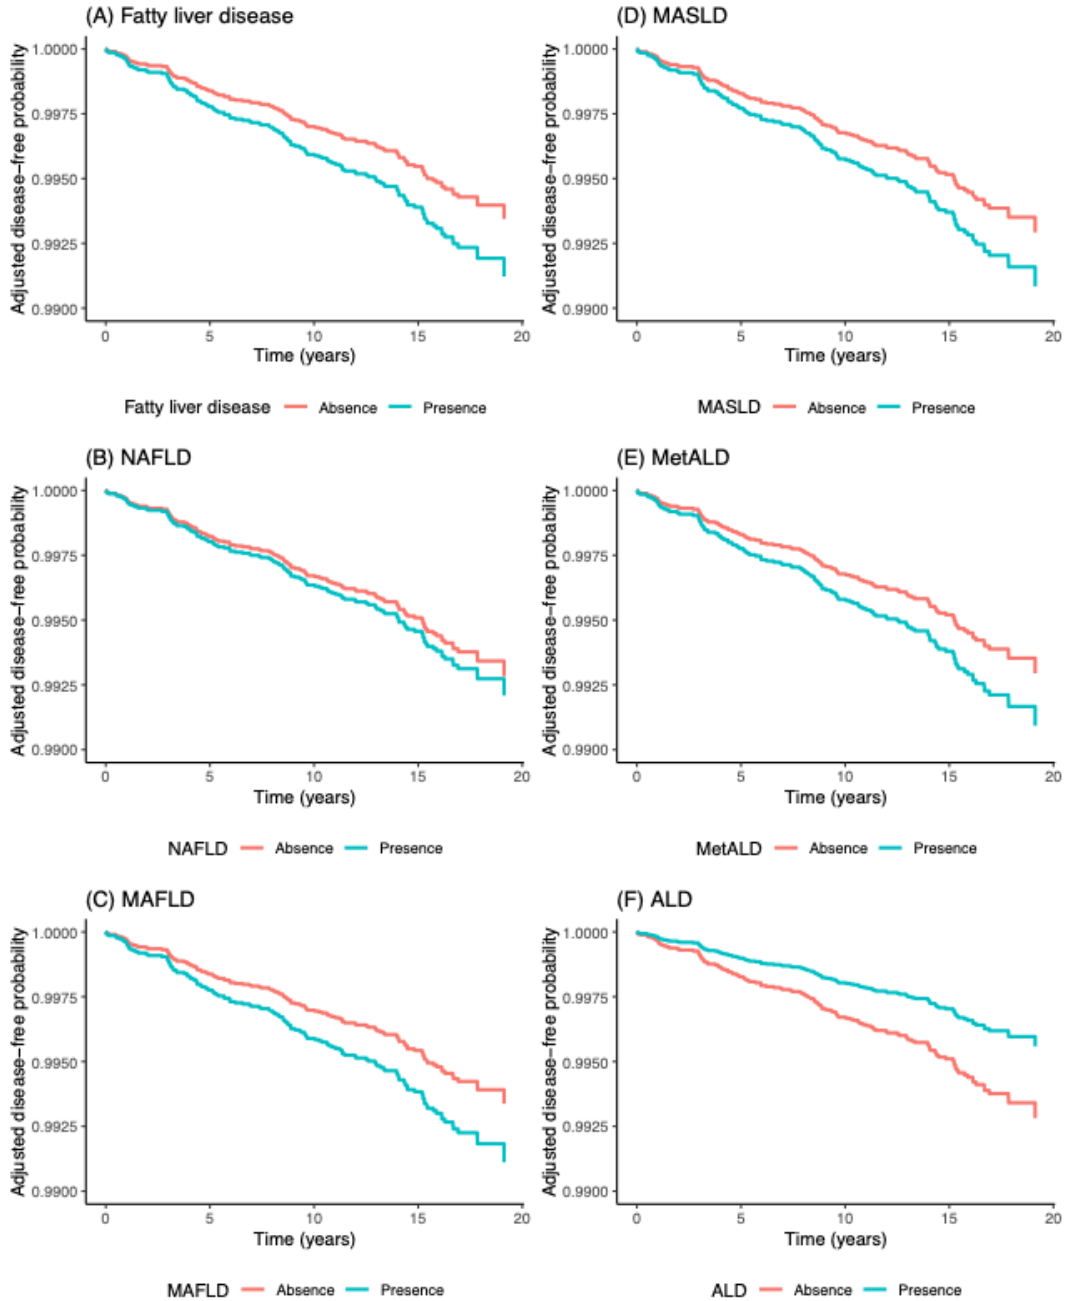 (A) Fatty liver disease
Adjusted disease−free probability
1.0000
0.9975
0.9950
0.9925
0.9900
0 5 10 15 20
Time (years)
Fatty liver disease Absence Presence
(B) NAFLD
Adjusted disease−free probability
1.0000
0.9975
0.9950
0.9925
0.9900
0 5 10 15 20
Time (years)
NAFLD Absence Presence
(C) MAFLD
Adjusted disease−free probability
1.0000
0.9975
0.9950
0.9925
0.9900
0 5 10 15 20
Time (years)
MAFLD Absence Presence
(D) MASLD
Adjusted disease−free probability
1.0000
0.9975
0.9950
0.9925
0.9900
0 5 10 15 20
Time (years)
MASLD Absence Presence
(E) MetALD
Adjusted disease−free probability
1.0000
0.9975
0.9950
0.9925
0.9900
0 5 10 15 20
Time (years)
MetALD Absence Presence
(F) ALD
Adjusted disease−free probability
1.0000
0.9975
0.9950
0.9925
0.9900
0 5 10 15 20
Time (years)
ALD Absence Presence